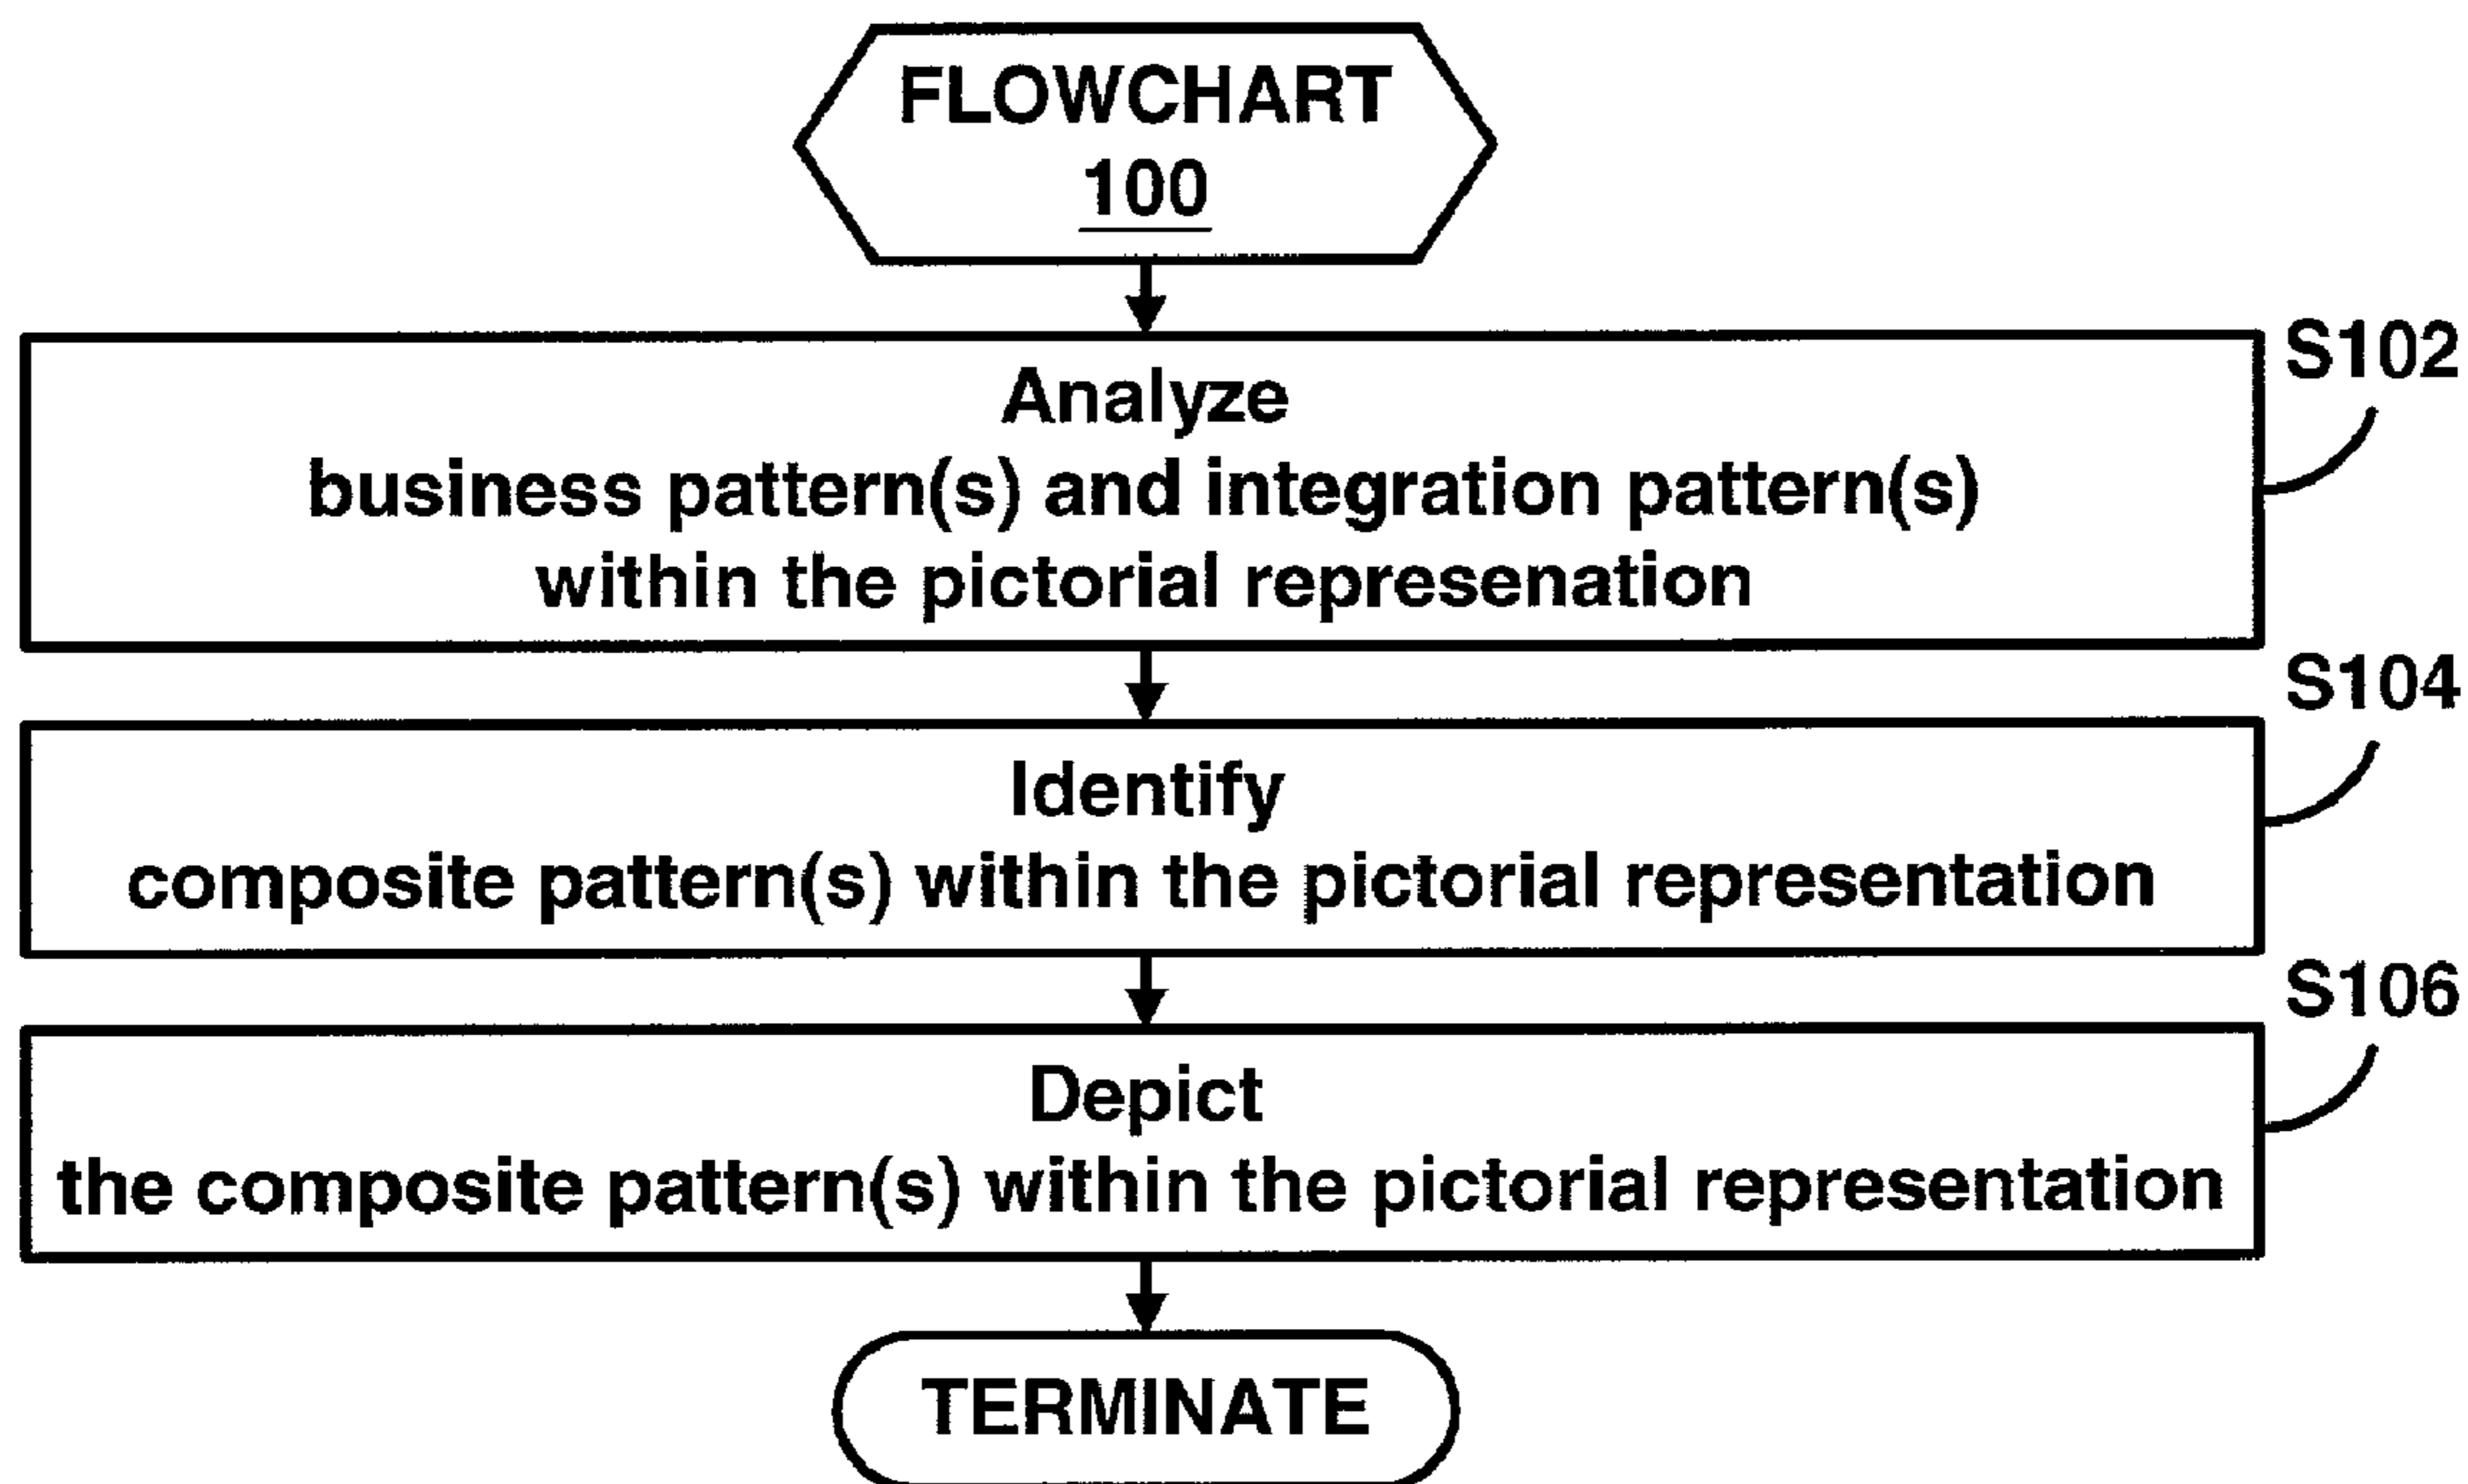 FLOWCHART
100
S102
Analyze
business pattern(s) and integration pattern(s)
within the pictorial represenation
S104
Identify
composite pattern(s) within the pictorial representation
S106
Depict
the composite pattern(s) within the pictorial representation
TERMINATE